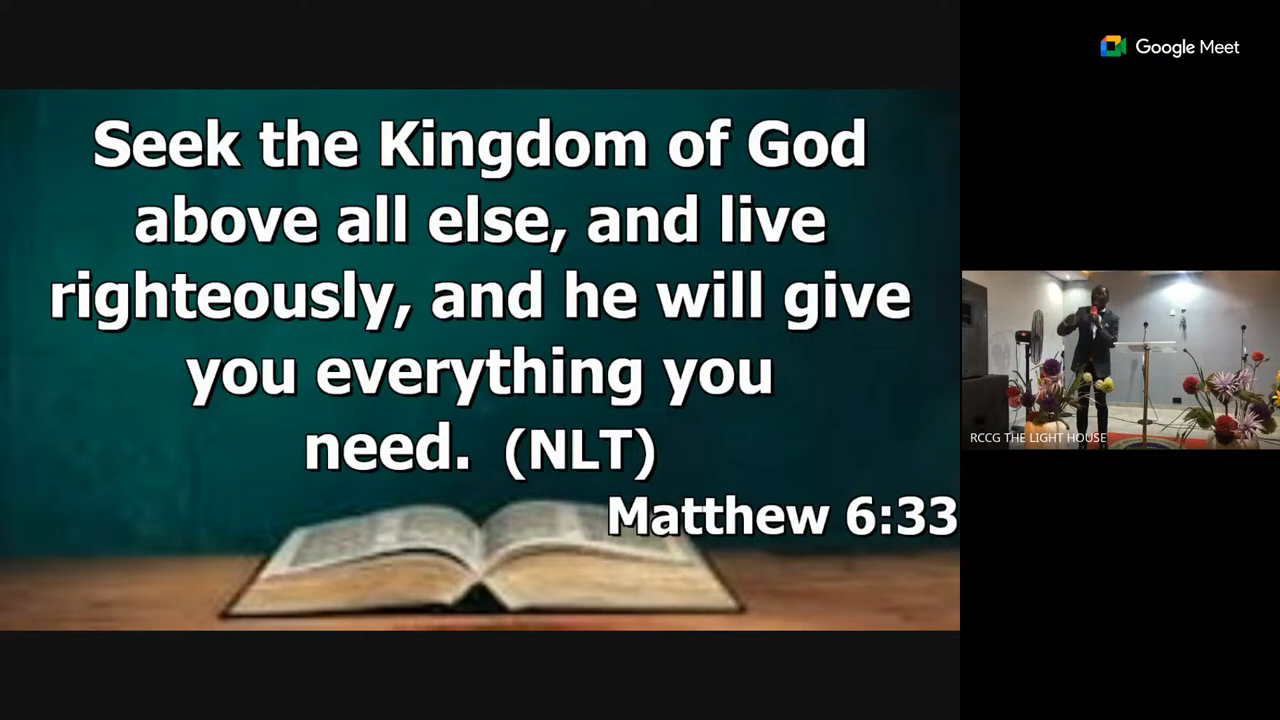 Seek the Kingdom of God
above all else, and live
righteously, and he will give
you everything you
need. (NLT)
Matthew 6:33
Google Meet
RCCG THE LIGHT HOUSE